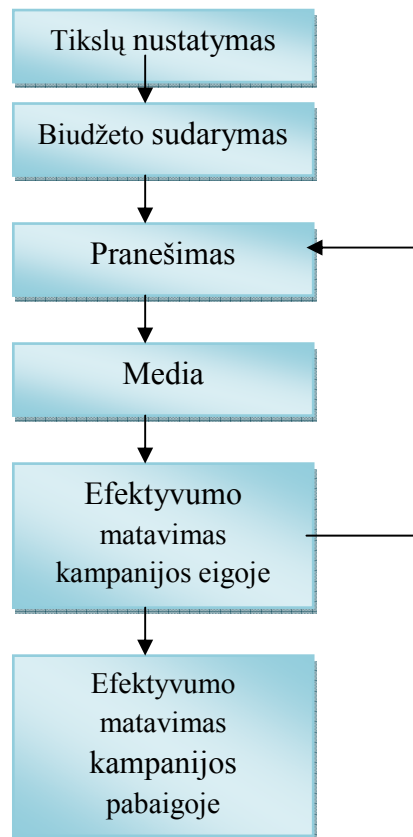 Tikslų nustatymas
Biudžeto sudarymas
Pranešimas
Media
Efektyvumo
matavimas
kampanijos eigoje
Efektyvumo
matavimas
kampanijos
pabaigoje